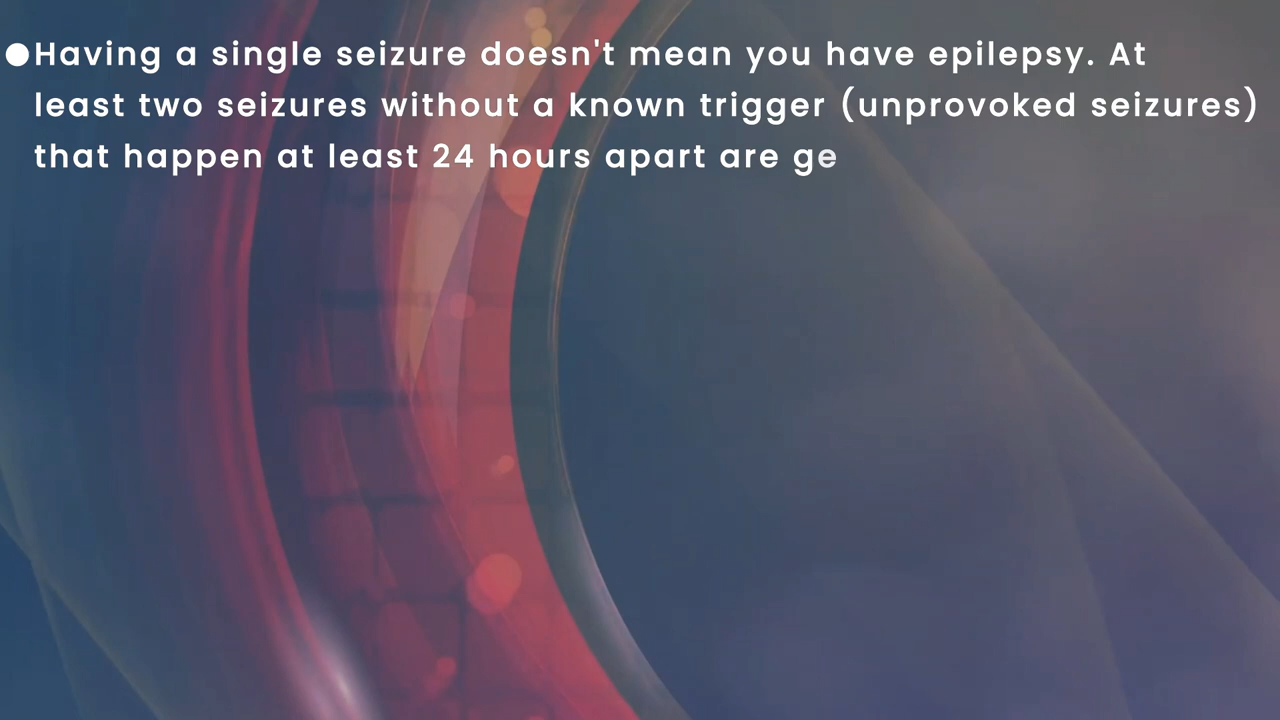 ●Having a single seizure doesn't mean you have epilepsy. At
least two seizures without a known trigger (unprovoked seizures)
that happen at least 24 hours apart are ge